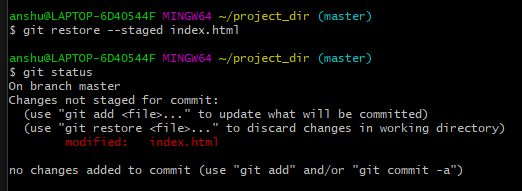 anshu@LAPTOP-6D40544F MINGW64 ~/project_dir (master)
$ git restore --staged index.html
anshu@LAPTOP-6D40544F MINGW64 ~/project_dir (master)
$ git status
On branch master
Changes not staged for commit:
  (use "git add <file>..." to update what will be committed)
  (use "git restore <file>..." to discard changes in working directory)
        modified:   index.html
no changes added to commit (use "git add" and/or "git commit -a")